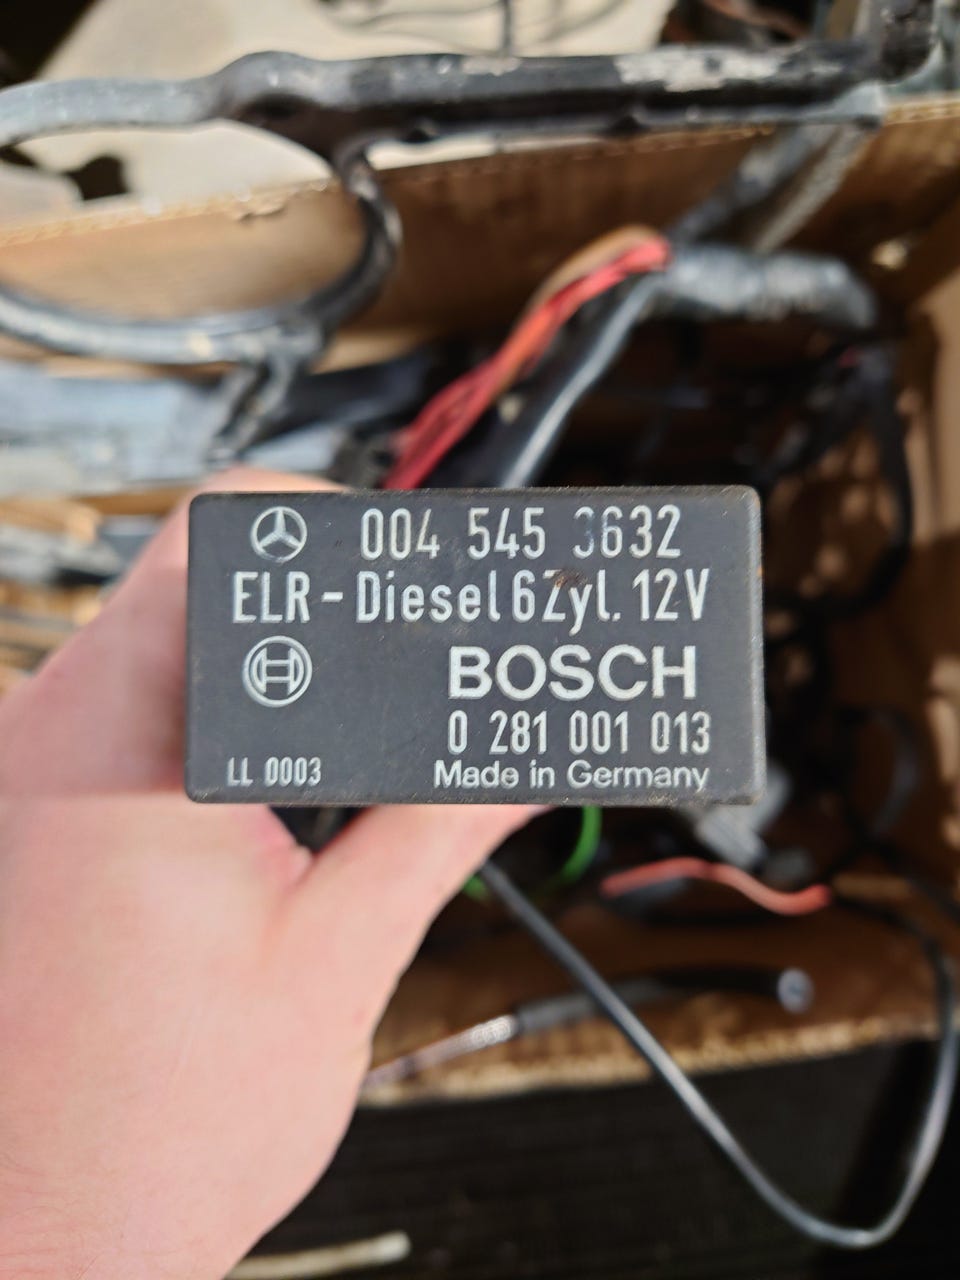 004 545 3632
ELR - Diesel 6Zyl. 12V
BOSCH
0 281 001 013
LL 0003
Made in Germany